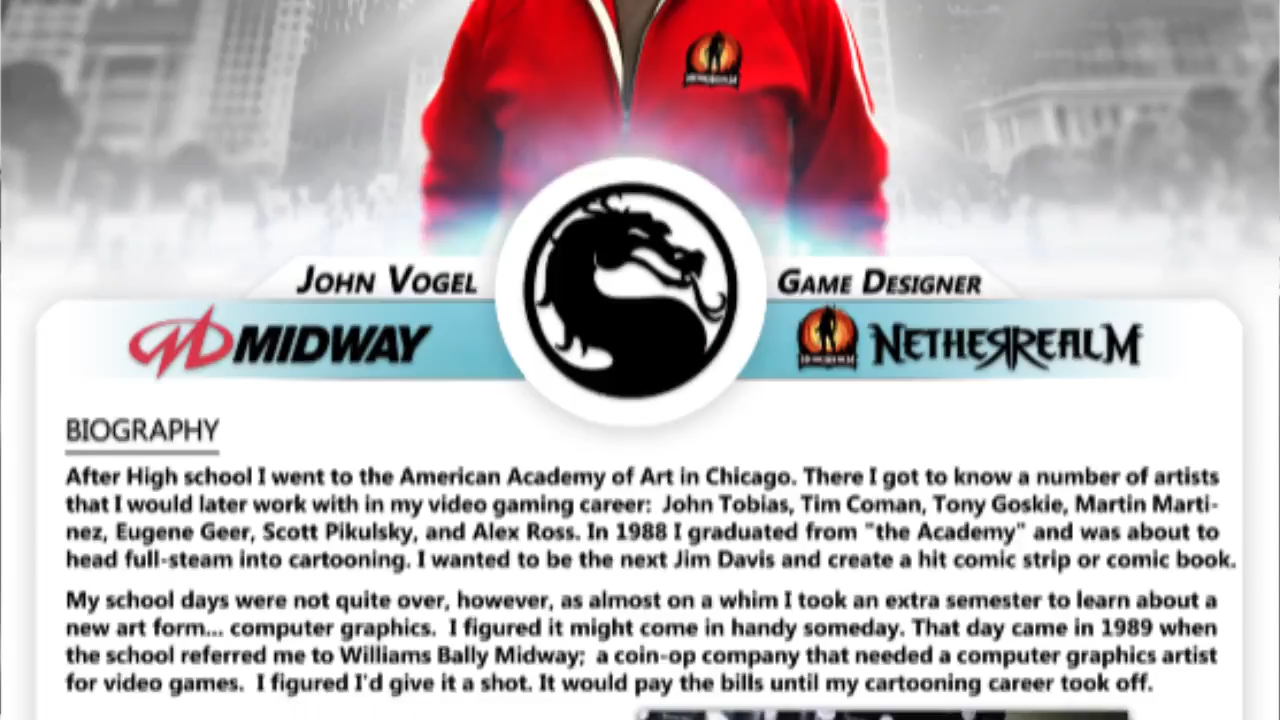 NETHERREALM
JOHN VOGEL
GAME DESIGNER
MIDWAY
NETHERREALM
BIOGRAPHY
After High school I went to the American Academy of Art in Chicago. There I got to know a number of artists
that I would later work with in my video gaming career:  John Tobias, Tim Coman, Tony Goskie, Martin Marti-
nez, Eugene Geer, Scott Pikulsky, and Alex Ross. In 1988 I graduated from "the Academy" and was about to
head full-steam into cartooning. I wanted to be the next Jim Davis and create a hit comic strip or comic book.
My school days were not quite over, however, as almost on a whim I took an extra semester to learn about a
new art form... computer graphics.  I figured it might come in handy someday. That day came in 1989 when
the school referred me to Williams Bally Midway;  a coin-op company that needed a computer graphics artist
for video games.  I figured I'd give it a shot. It would pay the bills until my cartooning career took off.